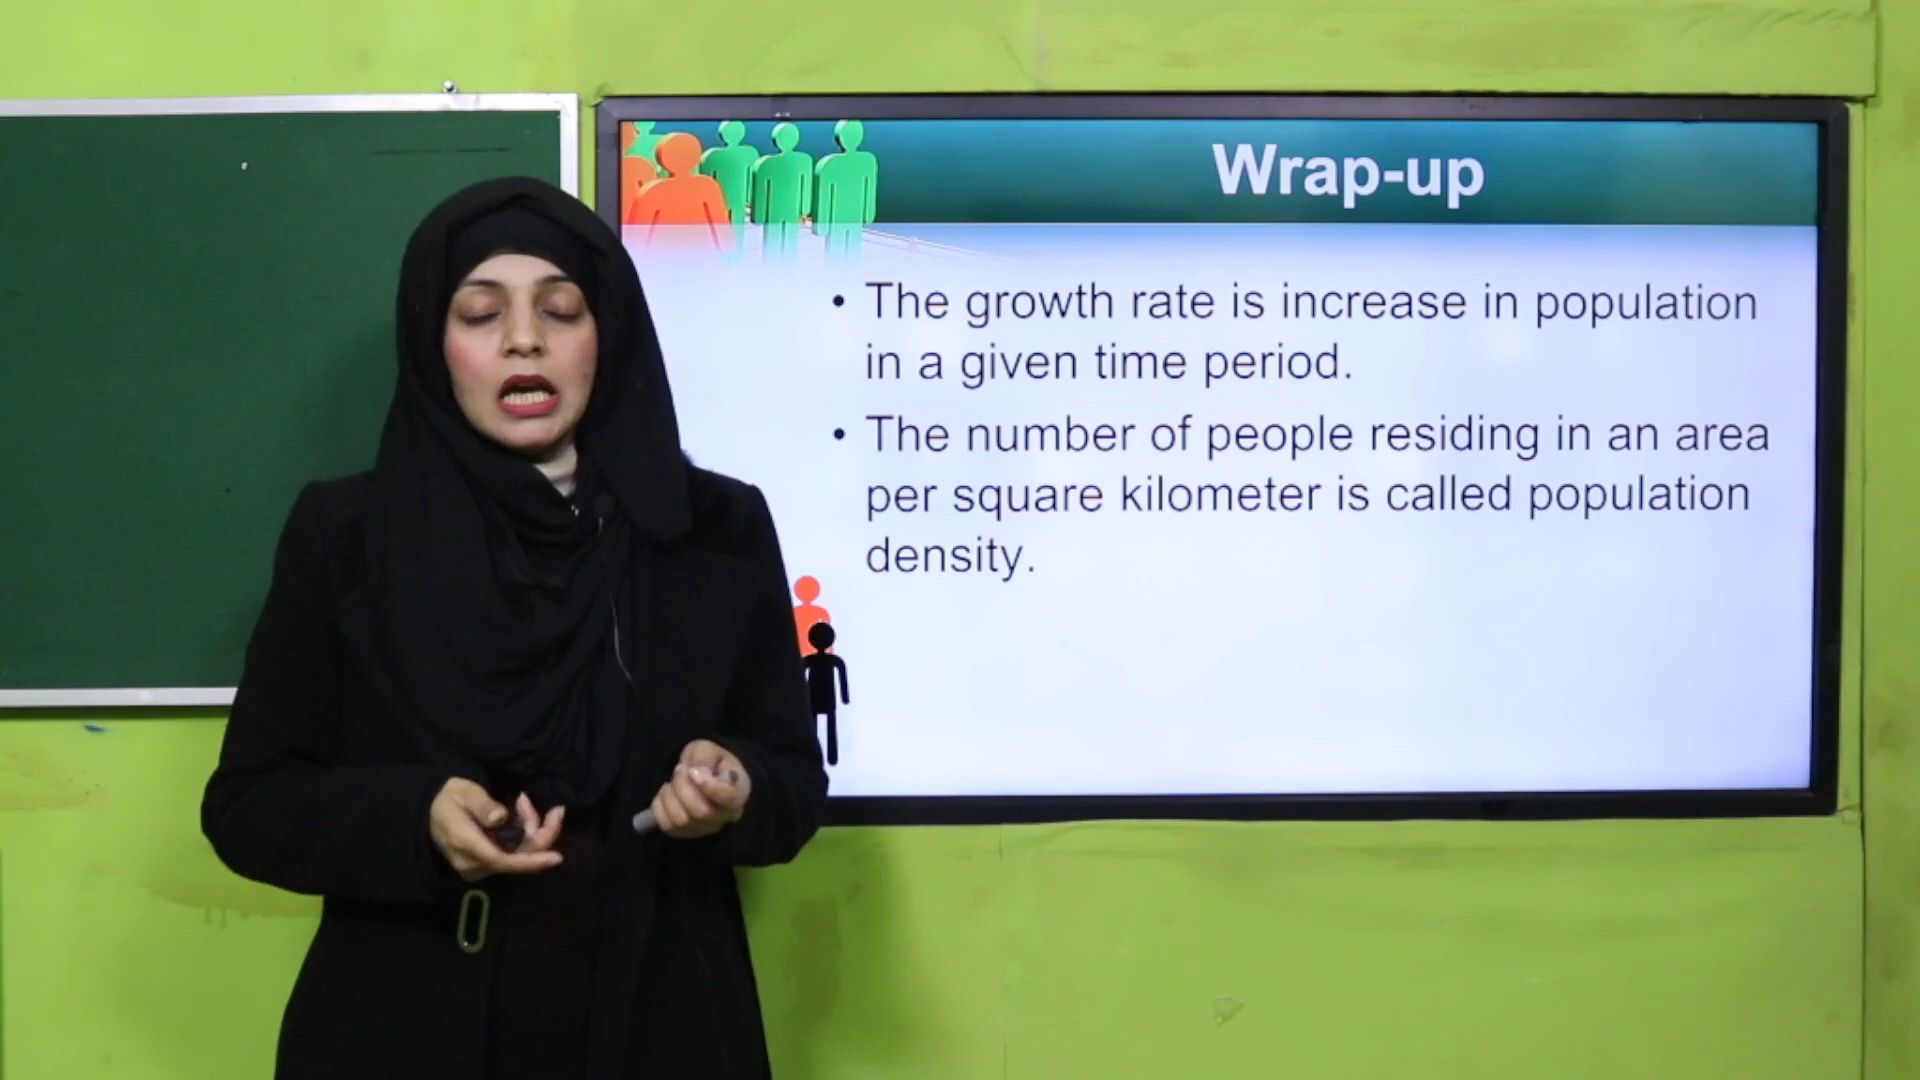 Wrap-up
• The growth rate is increase in population
in a given time period.
• The number of people residing in an area
per square kilometer is called population
density.